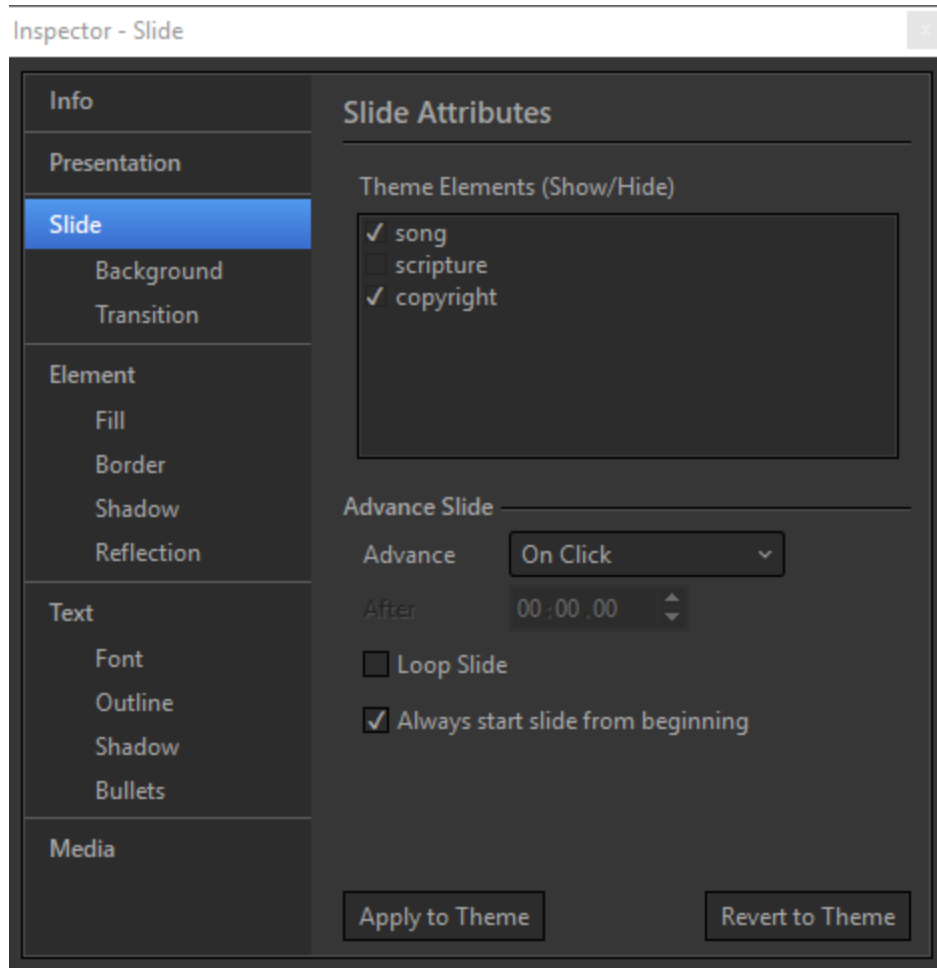 Inspector - Slide
x
Info
Presentation
Slide
Background
Transition
Element
Fill
Border
Shadow
Reflection
Text
Font
Outline
Shadow
Bullets
Media
Slide Attributes
Theme Elements (Show/Hide)
song
scripture
copyright
Advance Slide
Advance On Click
After 00:00.00
Loop Slide
Always start slide from beginning
Apply to Theme Revert to Theme